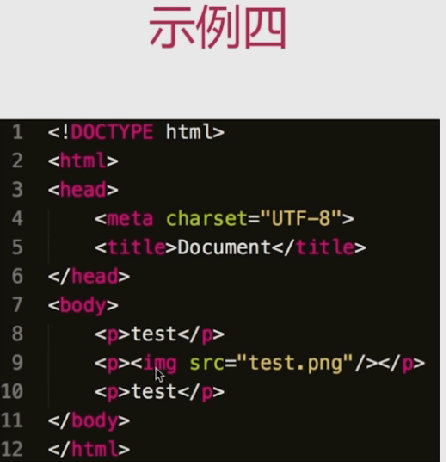 示例四
1 <!DOCTYPE html>
2 <html>
3 <head>
4     <meta charset="UTF-8">
5     <title>Document</title>
6 </head>
7 <body>
8     <p>test</p>
9     <p><img src="test.png"/></p>
10     <p>test</p>
11 </body>
12 </html>